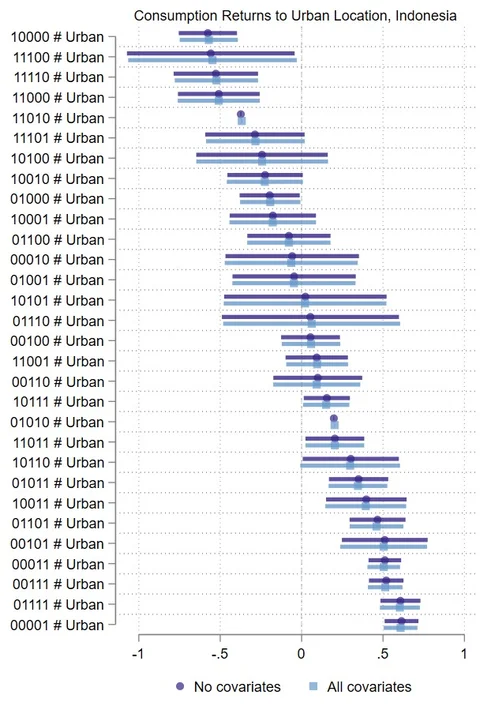 Consumption Returns to Urban Location, Indonesia
10000 # Urban
11100 # Urban
11110 # Urban
11000 # Urban
11010 # Urban
11101 # Urban
10100 # Urban
10010 # Urban
01000 # Urban
10001 # Urban
01100 # Urban
00010 # Urban
01001 # Urban
10101 # Urban
01110 # Urban
00100 # Urban
11001 # Urban
00110 # Urban
10111 # Urban
01010 # Urban
11011 # Urban
10110 # Urban
01011 # Urban
10011 # Urban
01101 # Urban
00101 # Urban
00011 # Urban
00111 # Urban
01111 # Urban
00001 # Urban
-1 -.5 0 .5 1
No covariates All covariates